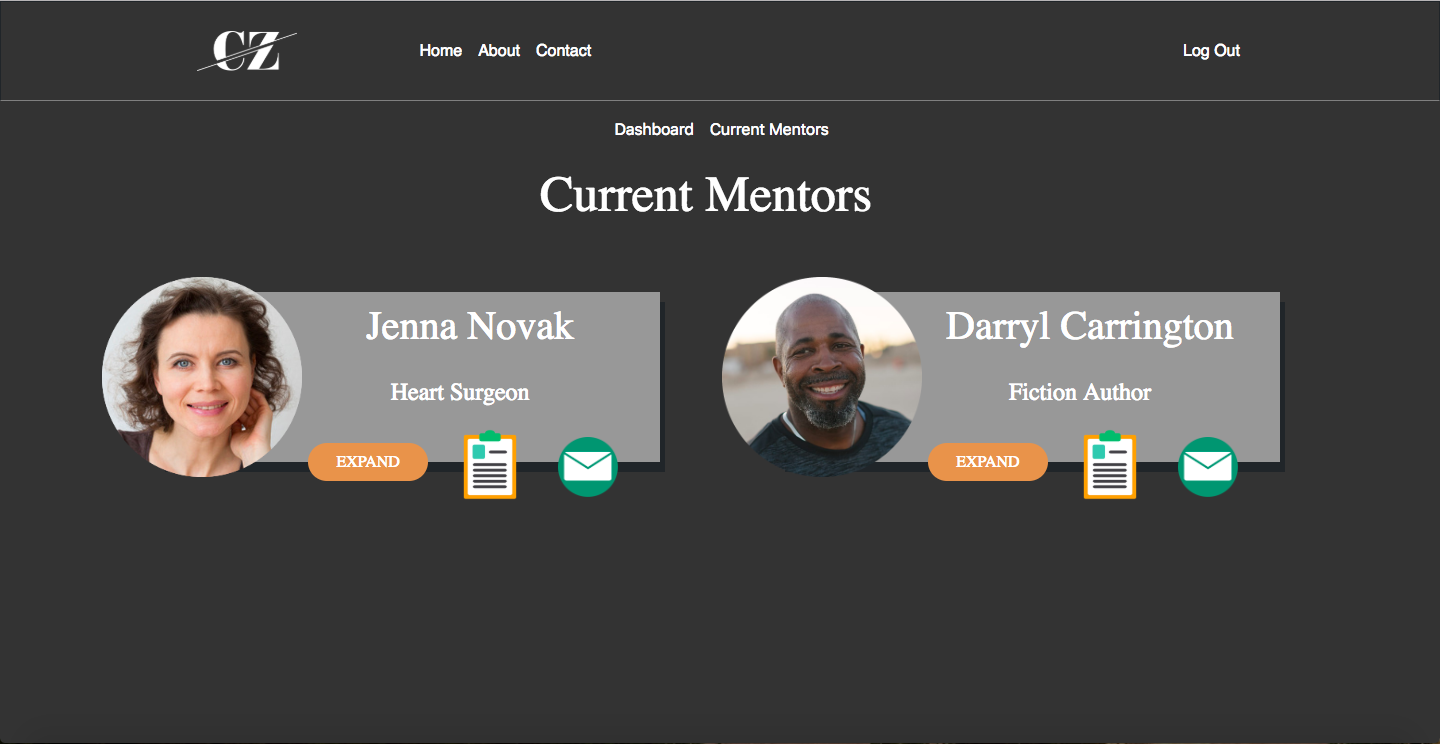 CZ Home About Contact Log Out
Dashboard Current Mentors
Current Mentors
Jenna Novak
Heart Surgeon
EXPAND
Darryl Carrington
Fiction Author
EXPAND